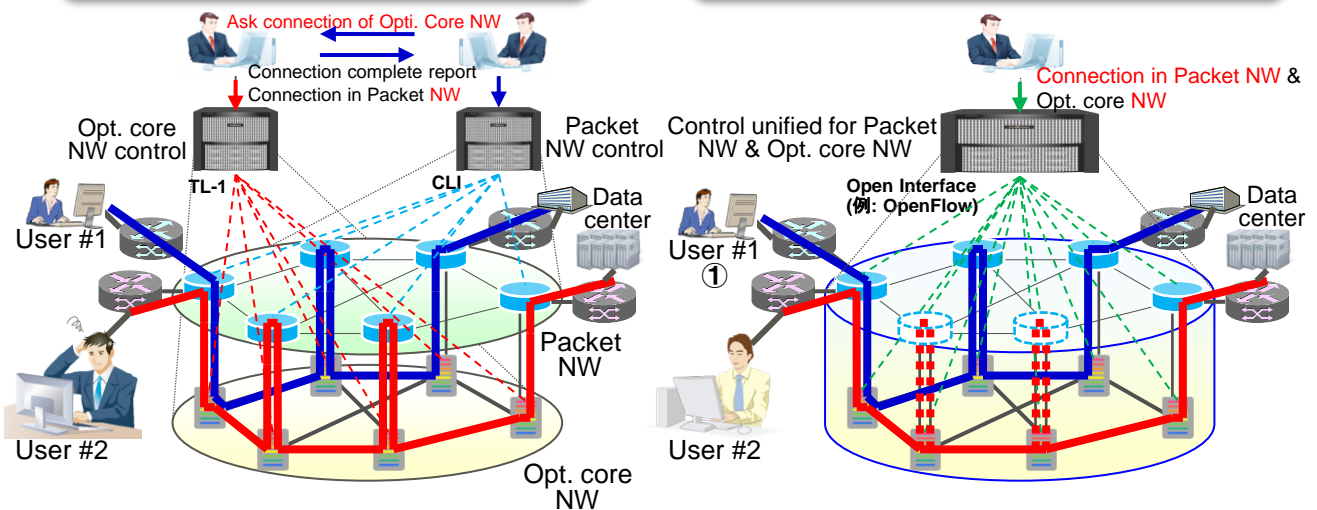 Ask connection of Opti. Core NW
Connection complete report
Connection in Packet NW
Opt. core
NW control
Packet
NW control
TL-1
CLI
User #1
Data
center
Packet
NW
User #2
Opt. core
NW
Connection in Packet NW &
Opt. core NW
Control unified for Packet
NW & Opt. core NW
Open Interface
(例: OpenFlow)
User #1
①
Data
center
User #2